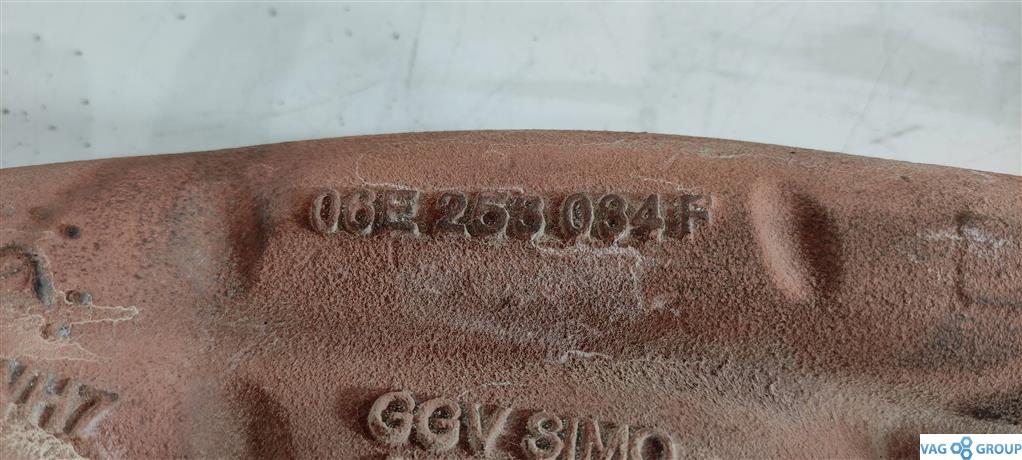 06E 253 034 F
GGV SIMO
VAG GROUP